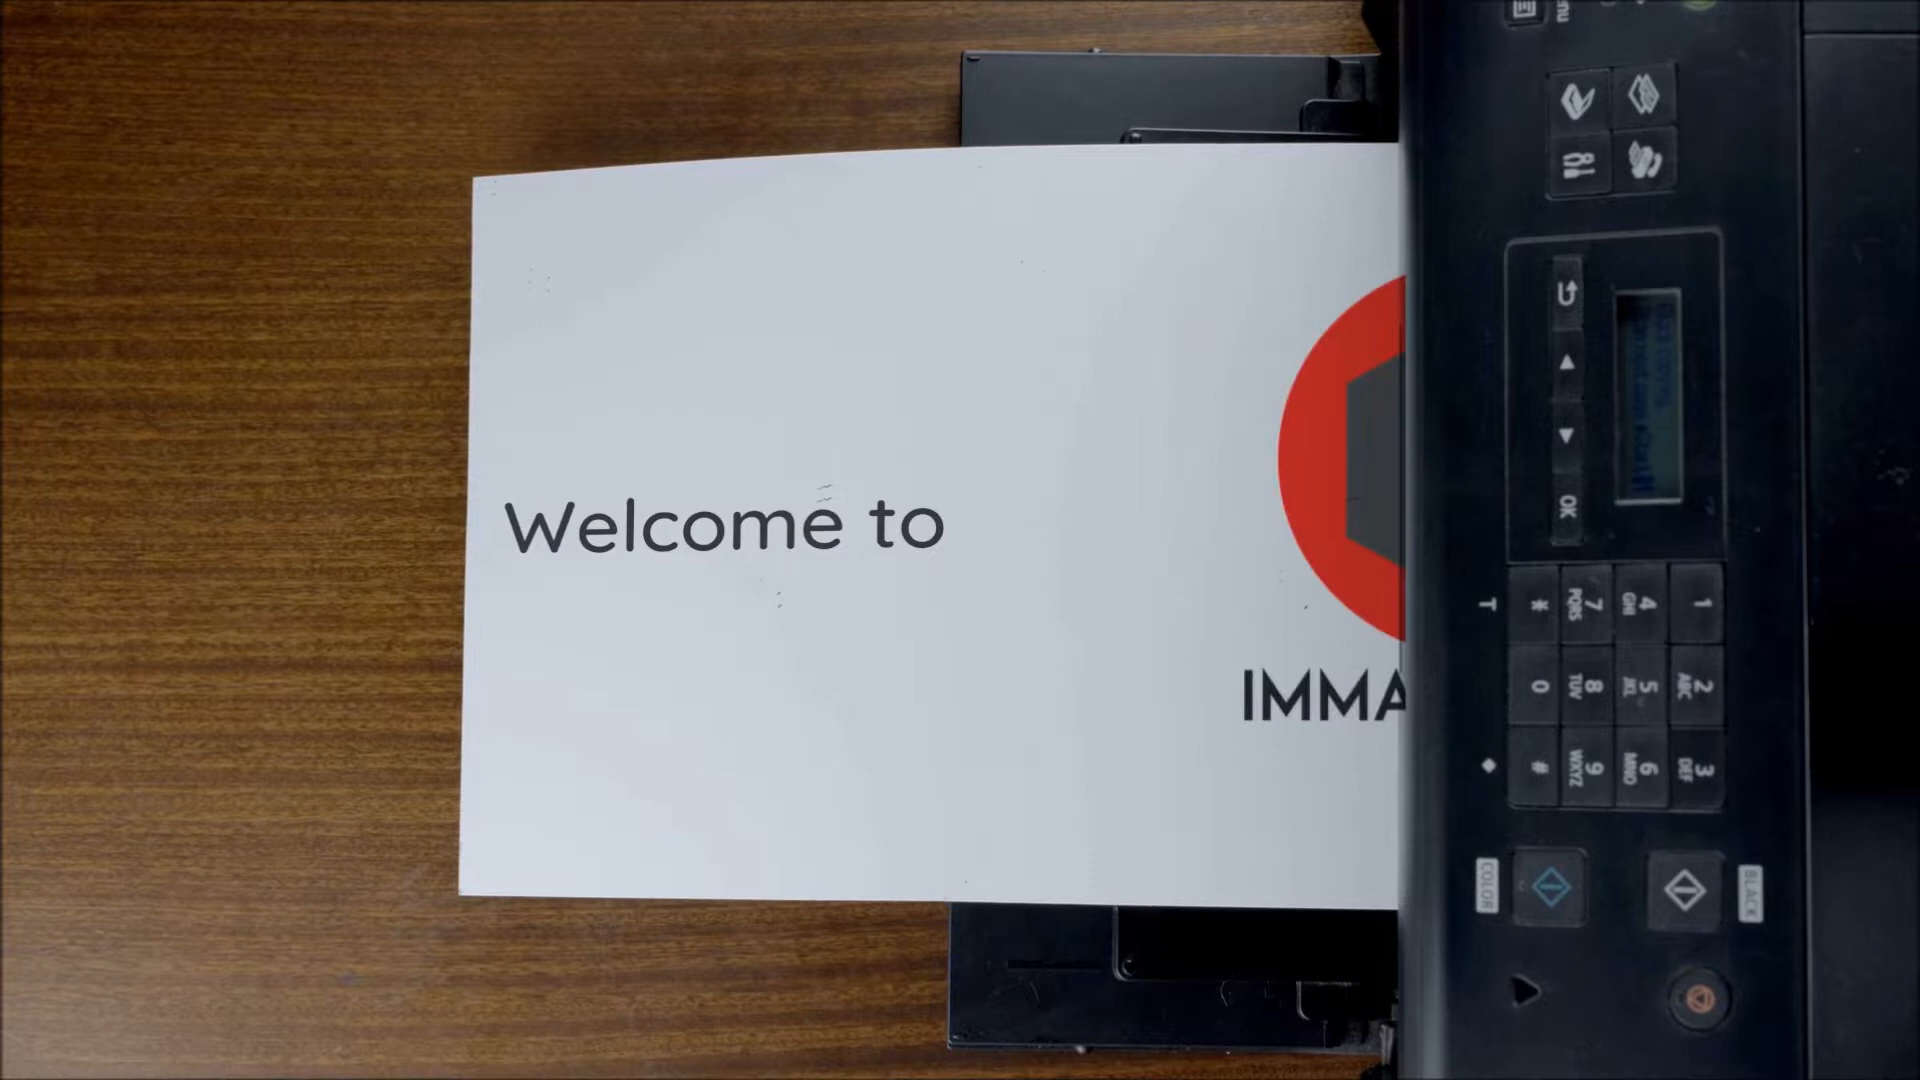 Welcome to
IMMA
OK
1
2 ABC
3 DEF
4 GHI
5 JKL
6 MNO
7 PQRS
8 TUV
9 WXYZ
*
0
#
T
COLOR
BLACK